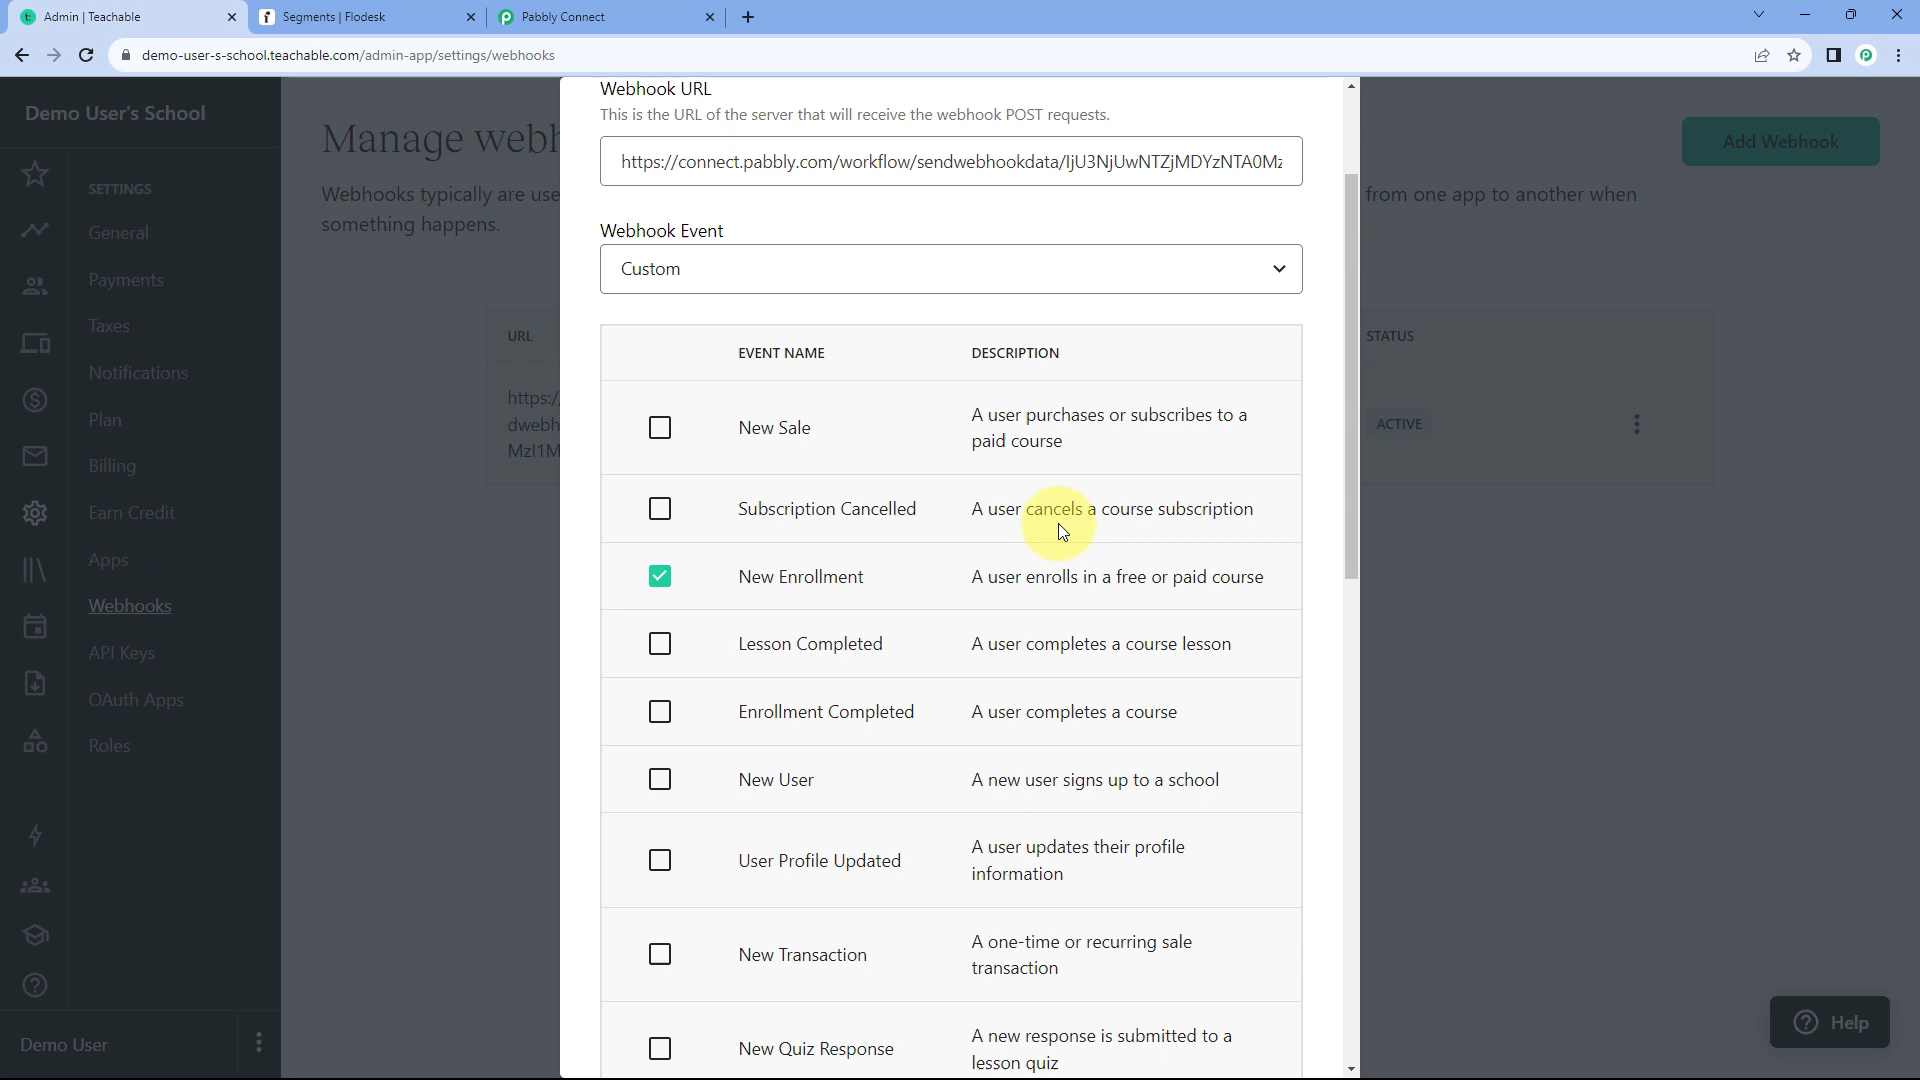 Admin | Teachable
Segments | Flodesk
Pabbly Connect
demo-user-s-school.teachable.com/admin-app/settings/webhooks
Demo User's School
SETTINGS
General
Payments
Taxes
Notifications
Plan
Billing
Earn Credit
Apps
Webhooks
API Keys
OAuth Apps
Roles
Demo User
Manage webh
Webhooks typically are use
from one app to another when
something happens.
Add Webhook
URL
STATUS
https:/
dwebh
MzI1M
ACTIVE
Webhook URL
This is the URL of the server that will receive the webhook POST requests.
https://connect.pabbly.com/workflow/sendwebhookdata/IjU3NjUwNTZjMDYzNTA0Mz
Webhook Event
Custom
EVENT NAME
DESCRIPTION
New Sale
A user purchases or subscribes to a
paid course
Subscription Cancelled
A user cancels a course subscription
New Enrollment
A user enrolls in a free or paid course
Lesson Completed
A user completes a course lesson
Enrollment Completed
A user completes a course
New User
A new user signs up to a school
User Profile Updated
A user updates their profile
information
New Transaction
A one-time or recurring sale
transaction
New Quiz Response
A new response is submitted to a
lesson quiz
Help